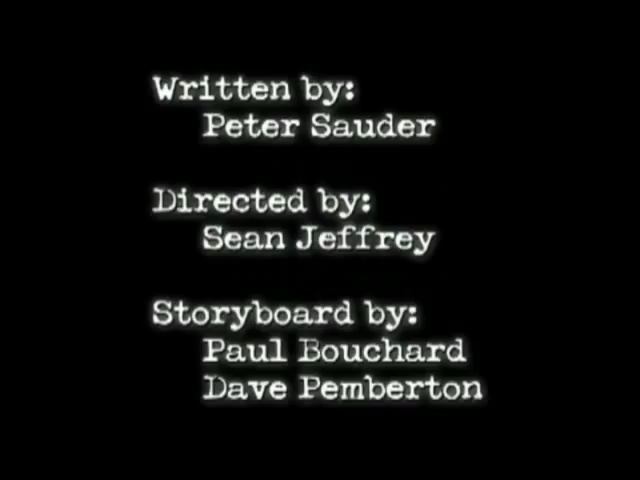 Written by:
Peter Sauder
Directed by:
Sean Jeffrey
Storyboard by:
Paul Bouchard
Dave Pemberton